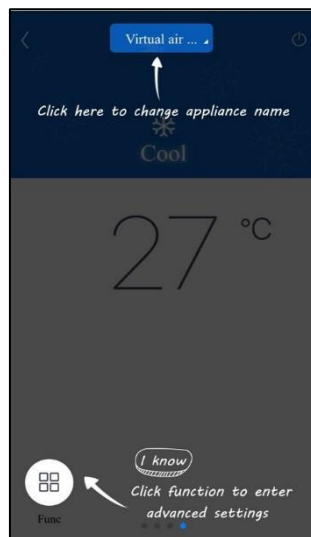 Virtual air ...
Click here to change appliance name
Cool
27 °C
I know
Click function to enter
advanced settings
Func